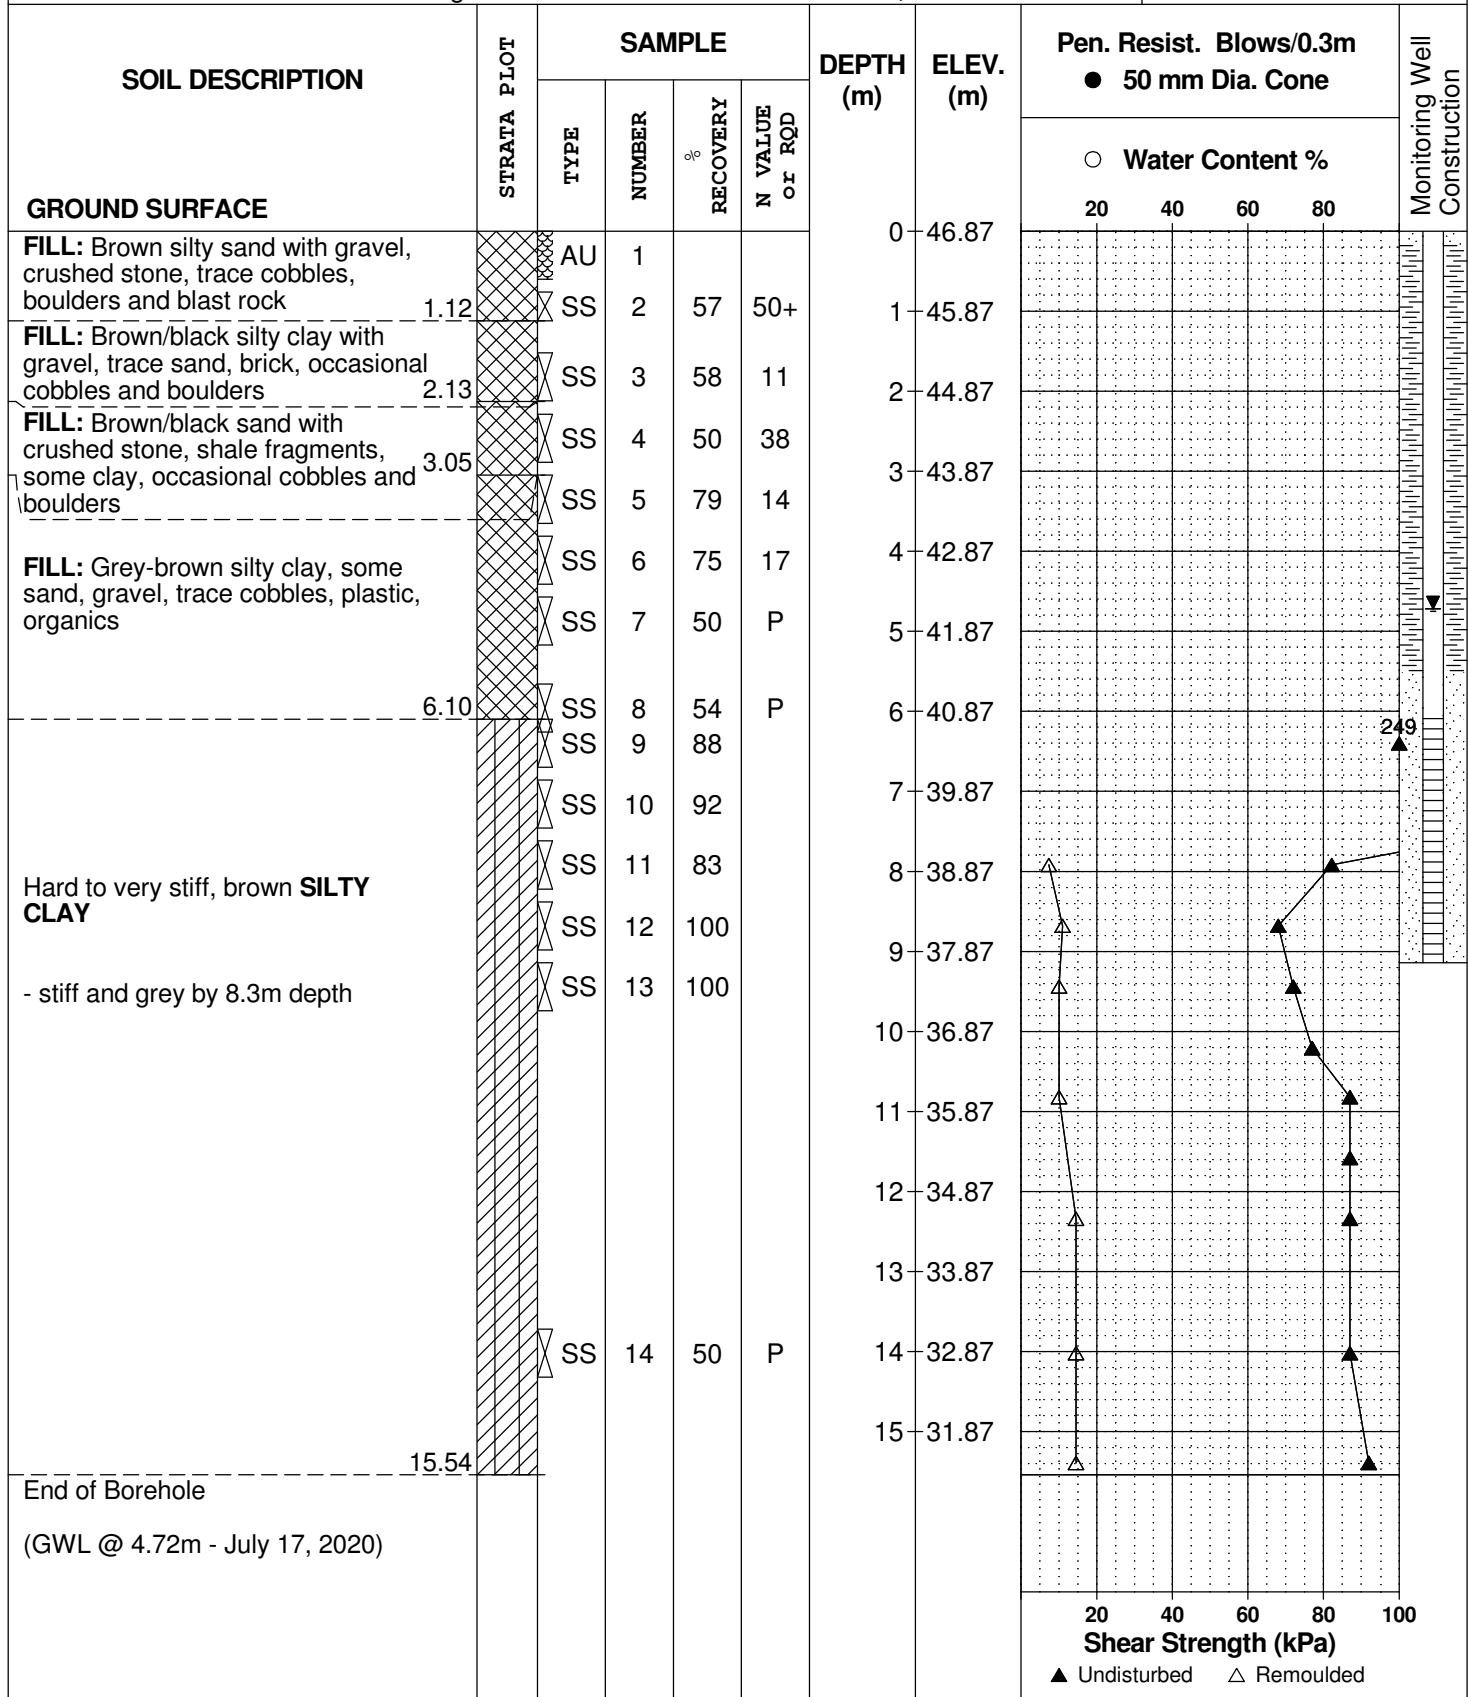 SOIL DESCRIPTION
GROUND SURFACE
STRATA PLOT
SAMPLE
TYPE
NUMBER
% RECOVERY
N VALUE or RQD
DEPTH (m)
ELEV. (m)
Pen. Resist. Blows/0.3m
● 50 mm Dia. Cone
○ Water Content %
20 40 60 80
Monitoring Well
Construction
FILL: Brown silty sand with gravel,
crushed stone, trace cobbles,
boulders and blast rock 1.12
FILL: Brown/black silty clay with
gravel, trace sand, brick, occasional
cobbles and boulders 2.13
FILL: Brown/black sand with
crushed stone, shale fragments,
some clay, occasional cobbles and 3.05
boulders
FILL: Grey-brown silty clay, some
sand, gravel, trace cobbles, plastic,
organics
6.10
Hard to very stiff, brown SILTY
CLAY
- stiff and grey by 8.3m depth
15.54
End of Borehole
(GWL @ 4.72m - July 17, 2020)
AU 1
SS 2 57 50+
SS 3 58 11
SS 4 50 38
SS 5 79 14
SS 6 75 17
SS 7 50 P
SS 8 54 P
SS 9 88
SS 10 92
SS 11 83
SS 12 100
SS 13 100
SS 14 50 P
0 46.87
1 45.87
2 44.87
3 43.87
4 42.87
5 41.87
6 40.87
7 39.87
8 38.87
9 37.87
10 36.87
11 35.87
12 34.87
13 33.87
14 32.87
15 31.87
249
20 40 60 80 100
Shear Strength (kPa)
▲ Undisturbed △ Remoulded